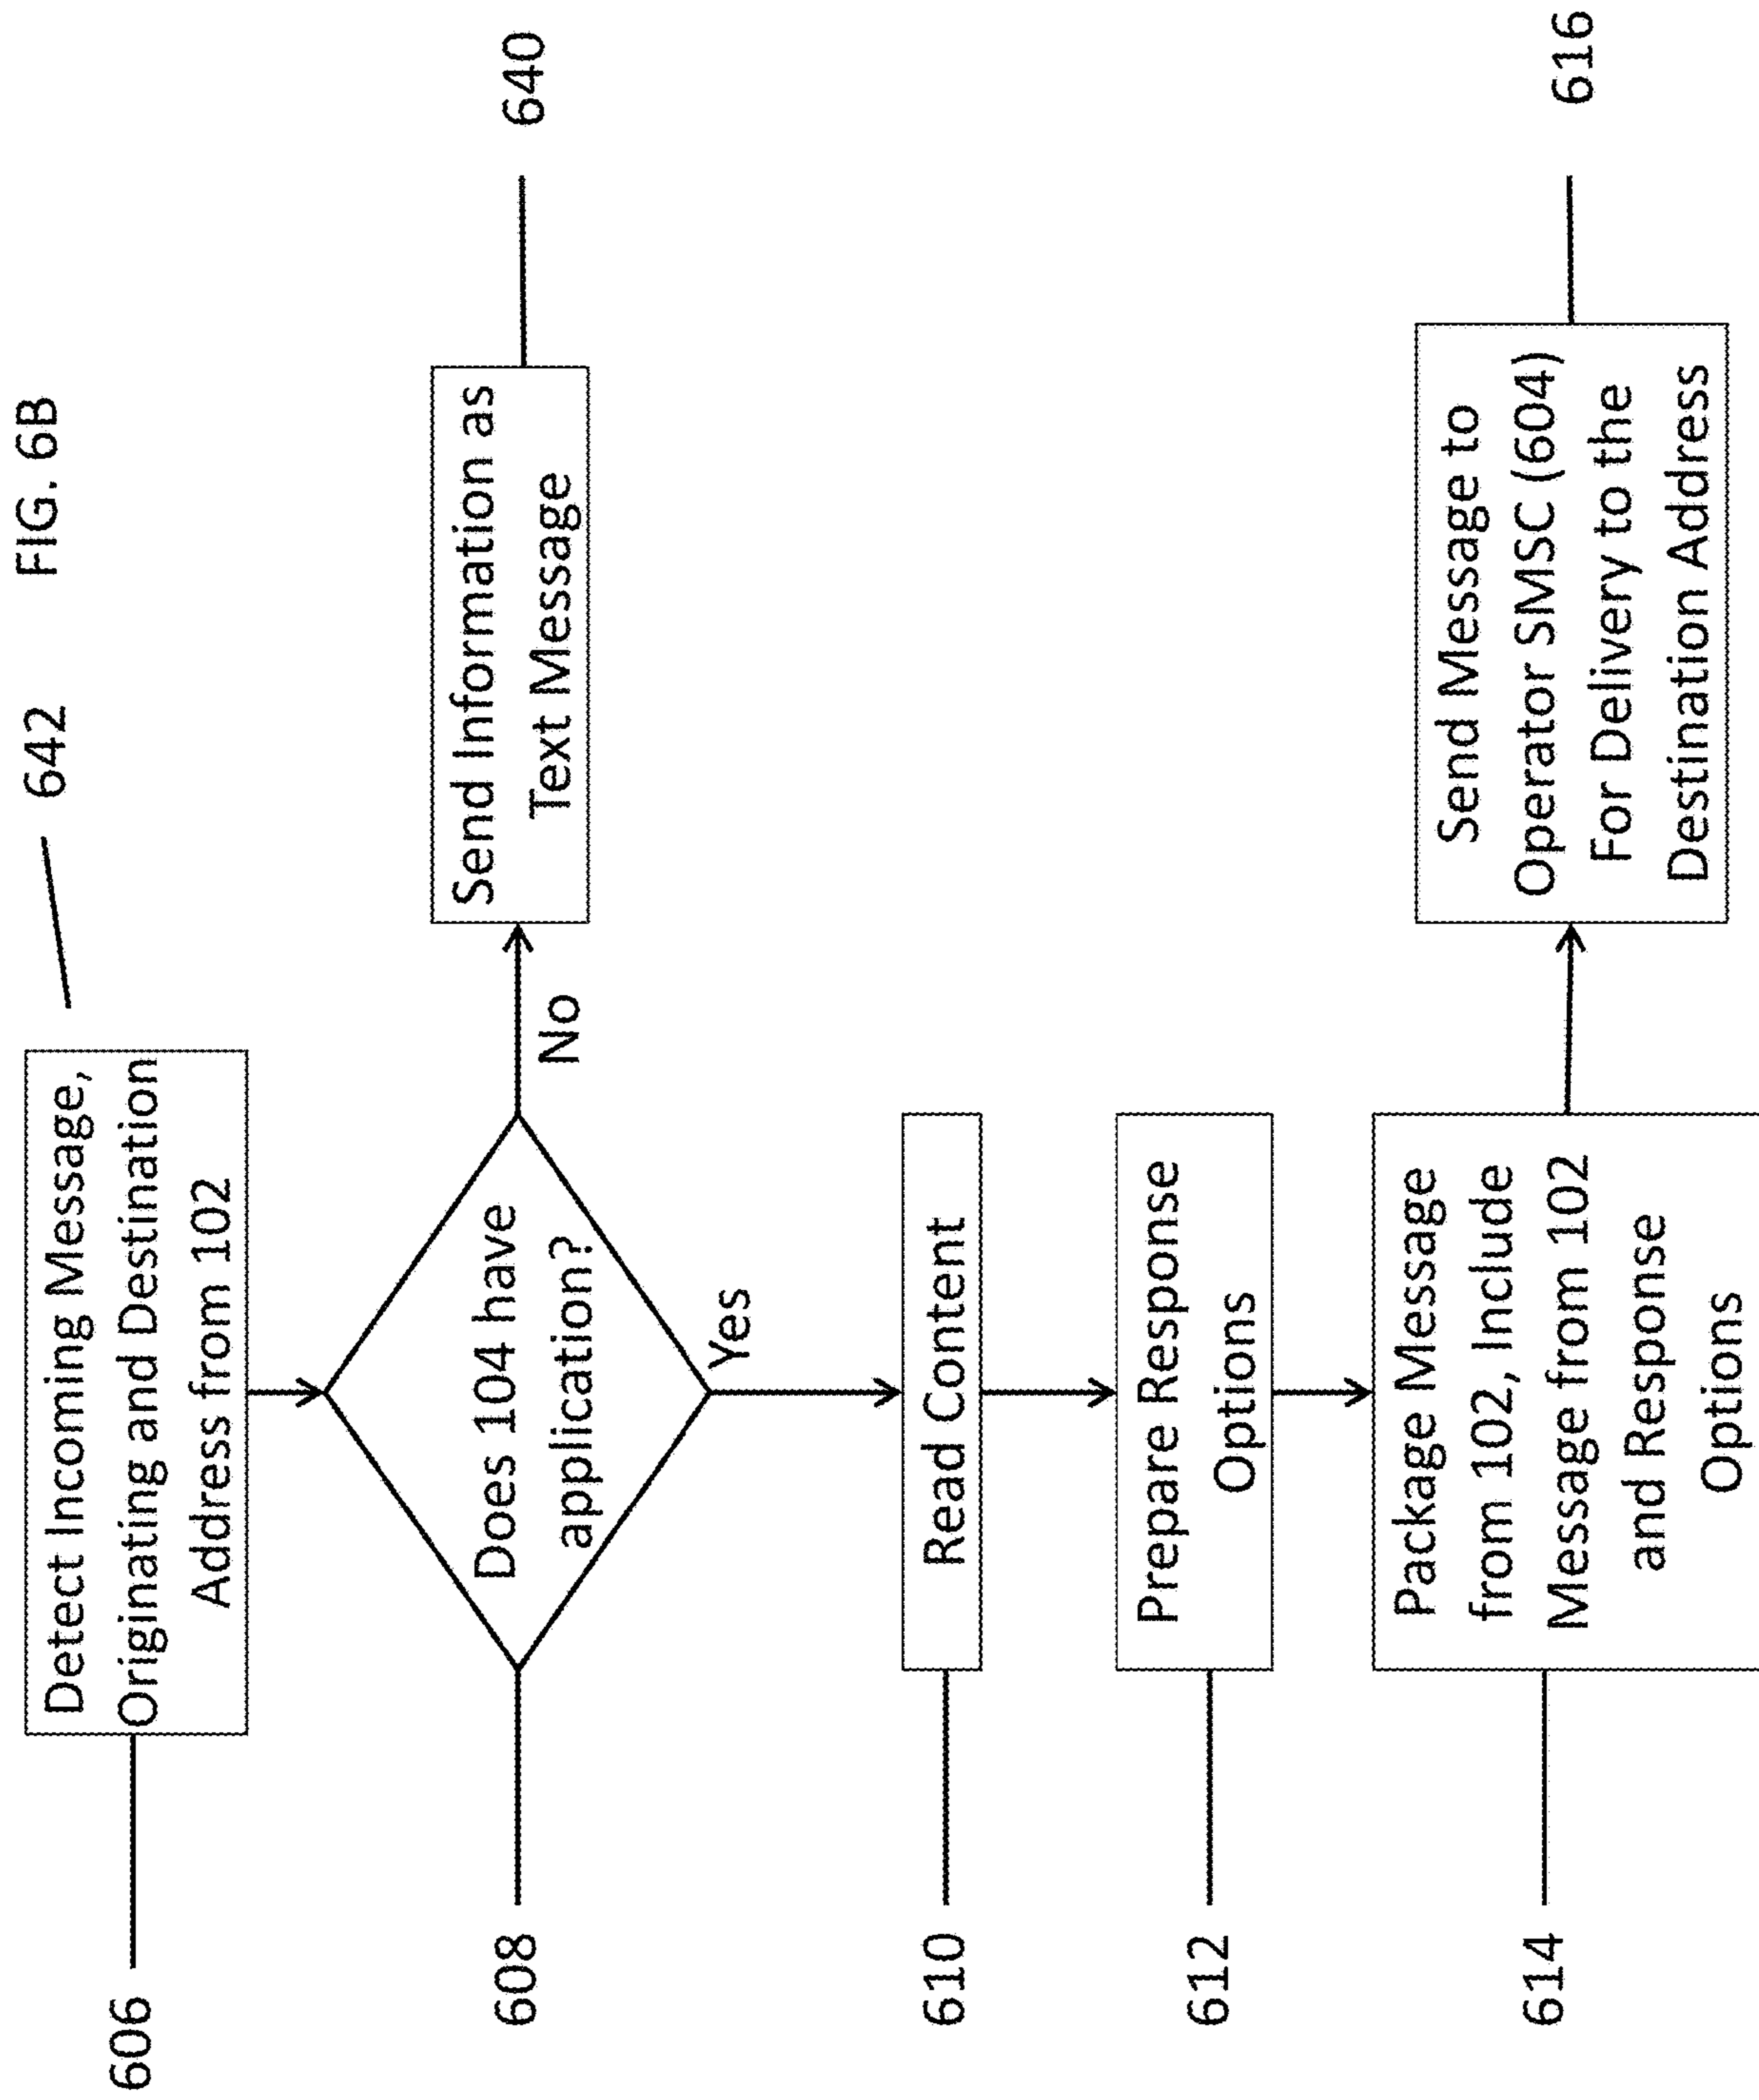 FIG. 6B
642
606
Detect Incoming Message,
Originating and Destination
Address from 102
608
Does 104 have
application?
No
Send Information as
Text Message
640
Yes
610
Read Content
612
Prepare Response
Options
614
Package Message
from 102, Include
Message from 102
and Response
Options
Send Message to
Operator SMSC (604)
For Delivery to the
Destination Address
616